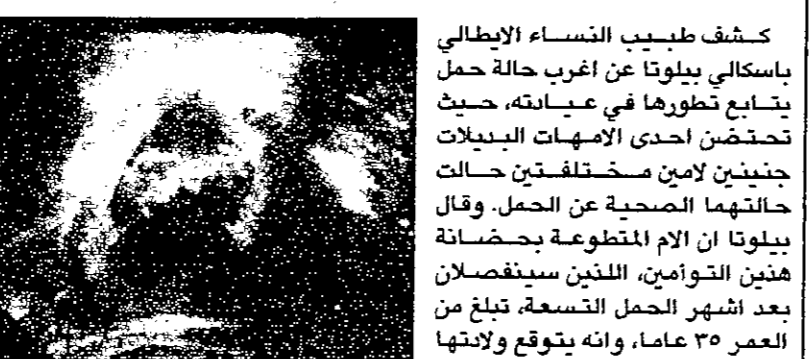 كشف طبيب النساء الايطالي
باسكالي بيلوتا عن اغرب حالة حمل
يتابع تطورها في عيادته، حيث
تحتضن احدى الامهات البديلات
جنينين لامين مختلفتين حالت
حالتهما الصحية عن الحمل. وقال
بيلوتا ان الام المتطوعة بحضانة
هذين التوأمين، اللذين سينفصلان
بعد اشهر الحمل التسعة، تبلغ من
العمر ٣٥ عاما، وانه يتوقع ولادتها